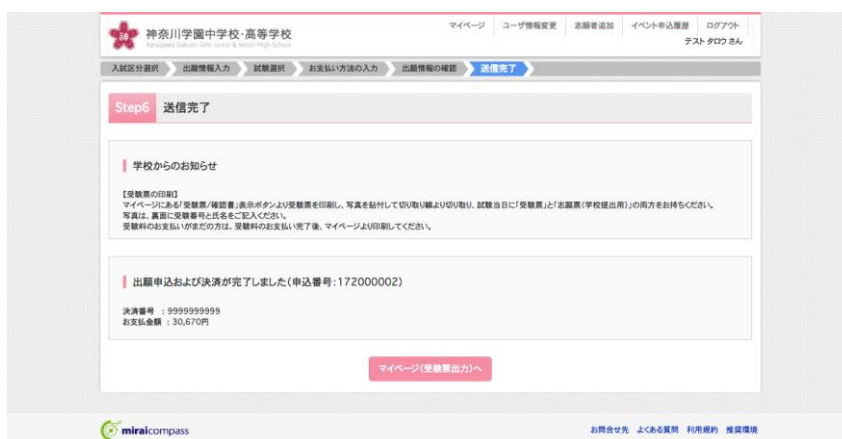 神奈川学園中学校・高等学校
Kanagawa Gakuen Girls' Junior & Senior High School
マイページ ユーザ情報変更 志願者追加 イベント申込履歴 ログアウト
テスト タロウ さん
入試区分選択 出願情報入力 試験選択 お支払い方法の入力 出願情報の確認 送信完了
Step6 送信完了
学校からのお知らせ
【受験票の印刷】
マイページにある「受験票/確認書」表示ボタンより受験票を印刷し、写真を貼付して切り取り線より切り取り、試験当日に「受験票」と「志願票(学校提出用)」の両方をお持ちください。
写真は、裏面に受験番号と氏名をご記入ください。
受験料のお支払いがまだの方は、受験料のお支払い完了後、マイページより印刷してください。
出願申込および決済が完了しました(申込番号:172000002)
決済番号 :9999999999
お支払金額 :30,670円
マイページ(受験票出力)へ
miraicompass
お問合せ先 よくある質問 利用規約 推奨環境